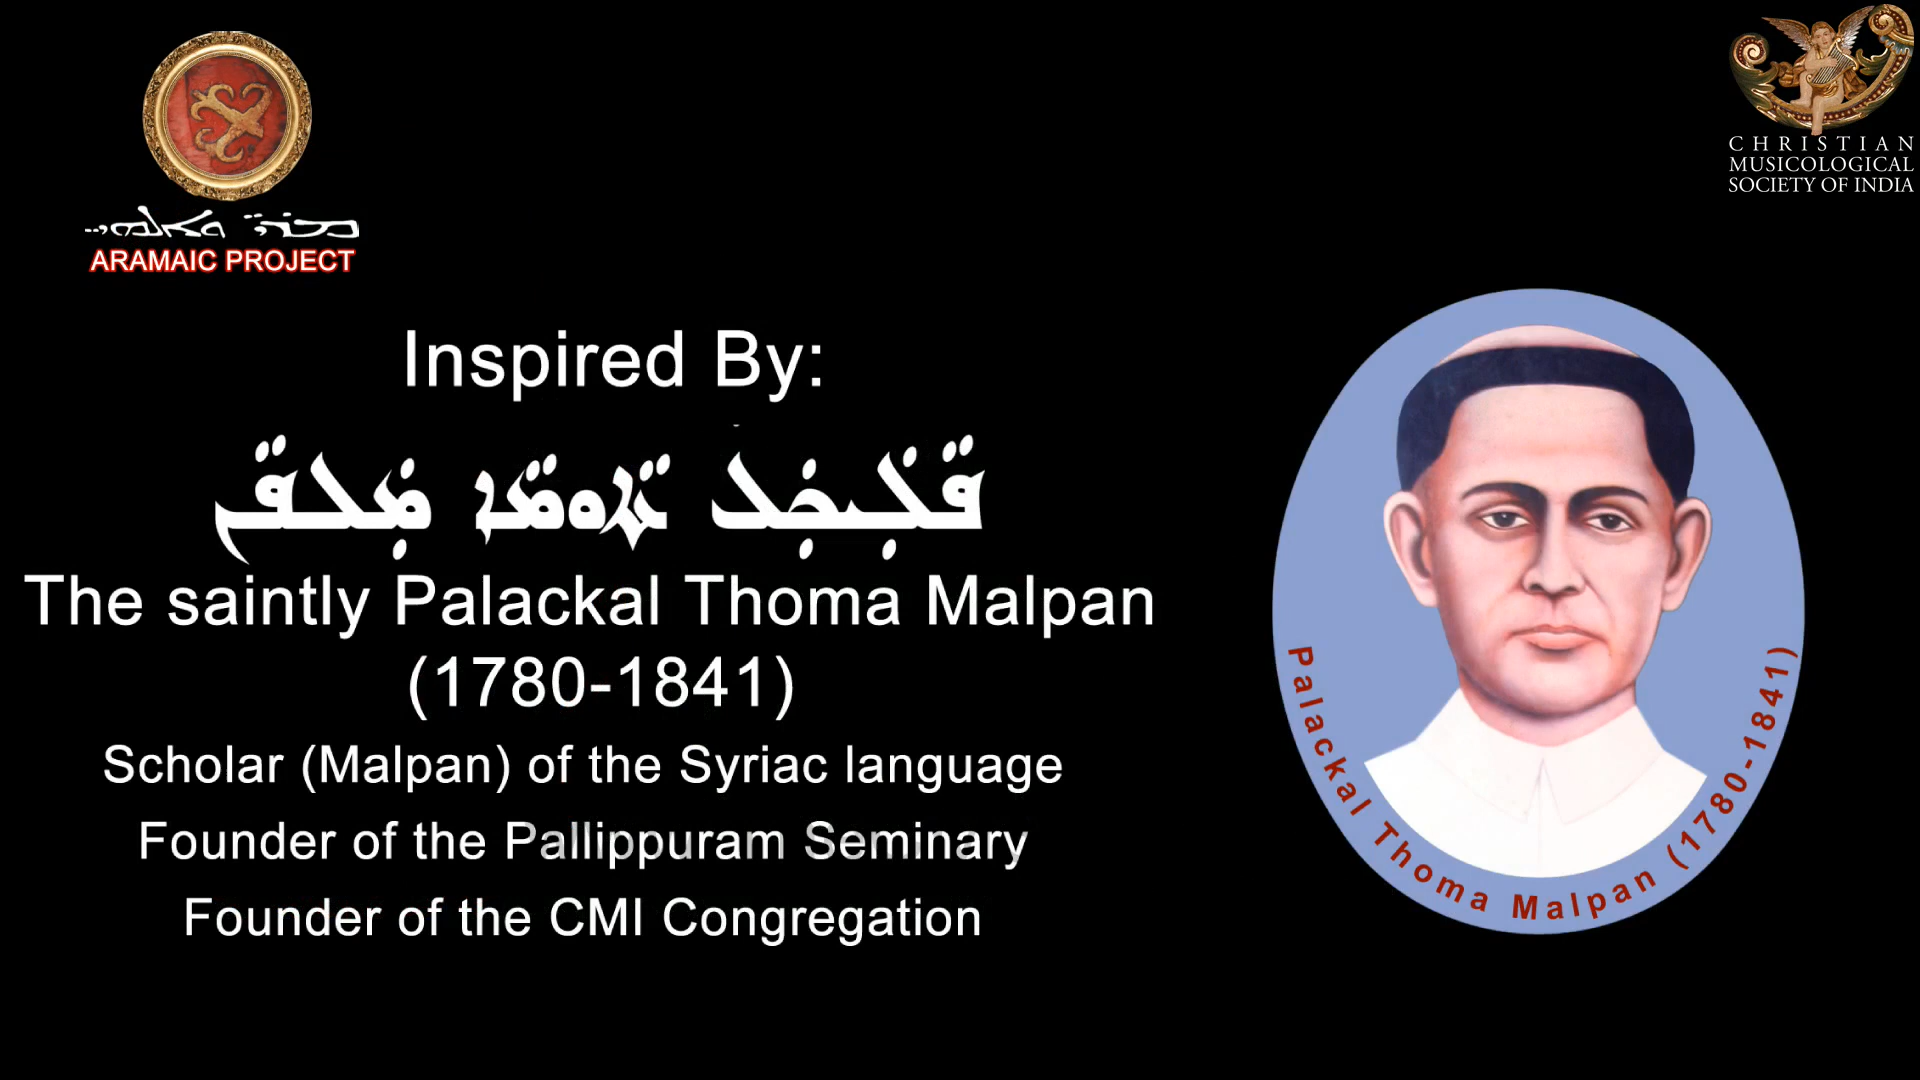 CHRISTIAN
MUSICOLOGICAL
SOCIETY OF INDIA
ARAMAIC PROJECT
Inspired By:
The saintly Palackal Thoma Malpan
(1780-1841)
Scholar (Malpan) of the Syriac language
Founder of the Pallippuram Seminary
Founder of the CMI Congregation
Palackal Thoma Malpan (1780-1841)